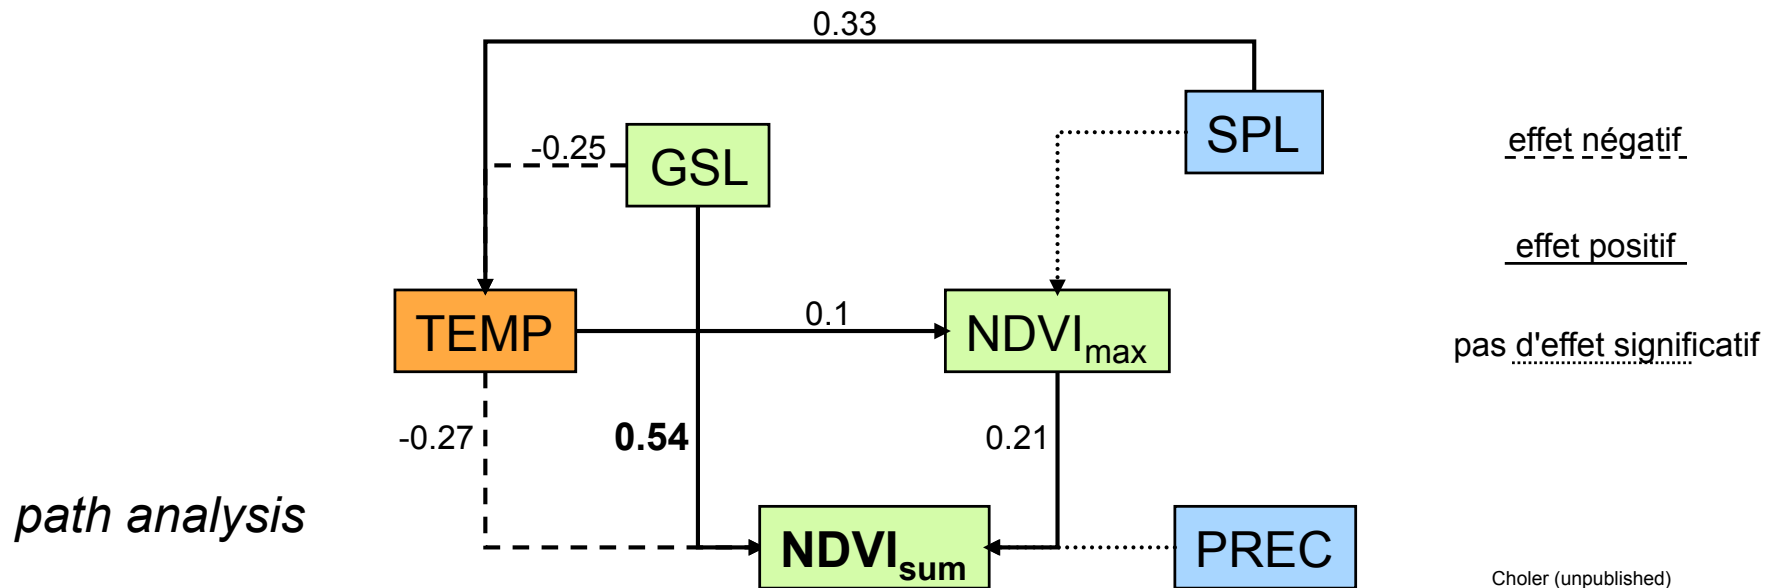 0.33
SPL
effet négatif
-0.25
GSL
effet positif
TEMP
0.1
NDVImax
pas d'effet significatif
-0.27
0.54
0.21
path analysis
NDVIsum
PREC
Choler (unpublished)